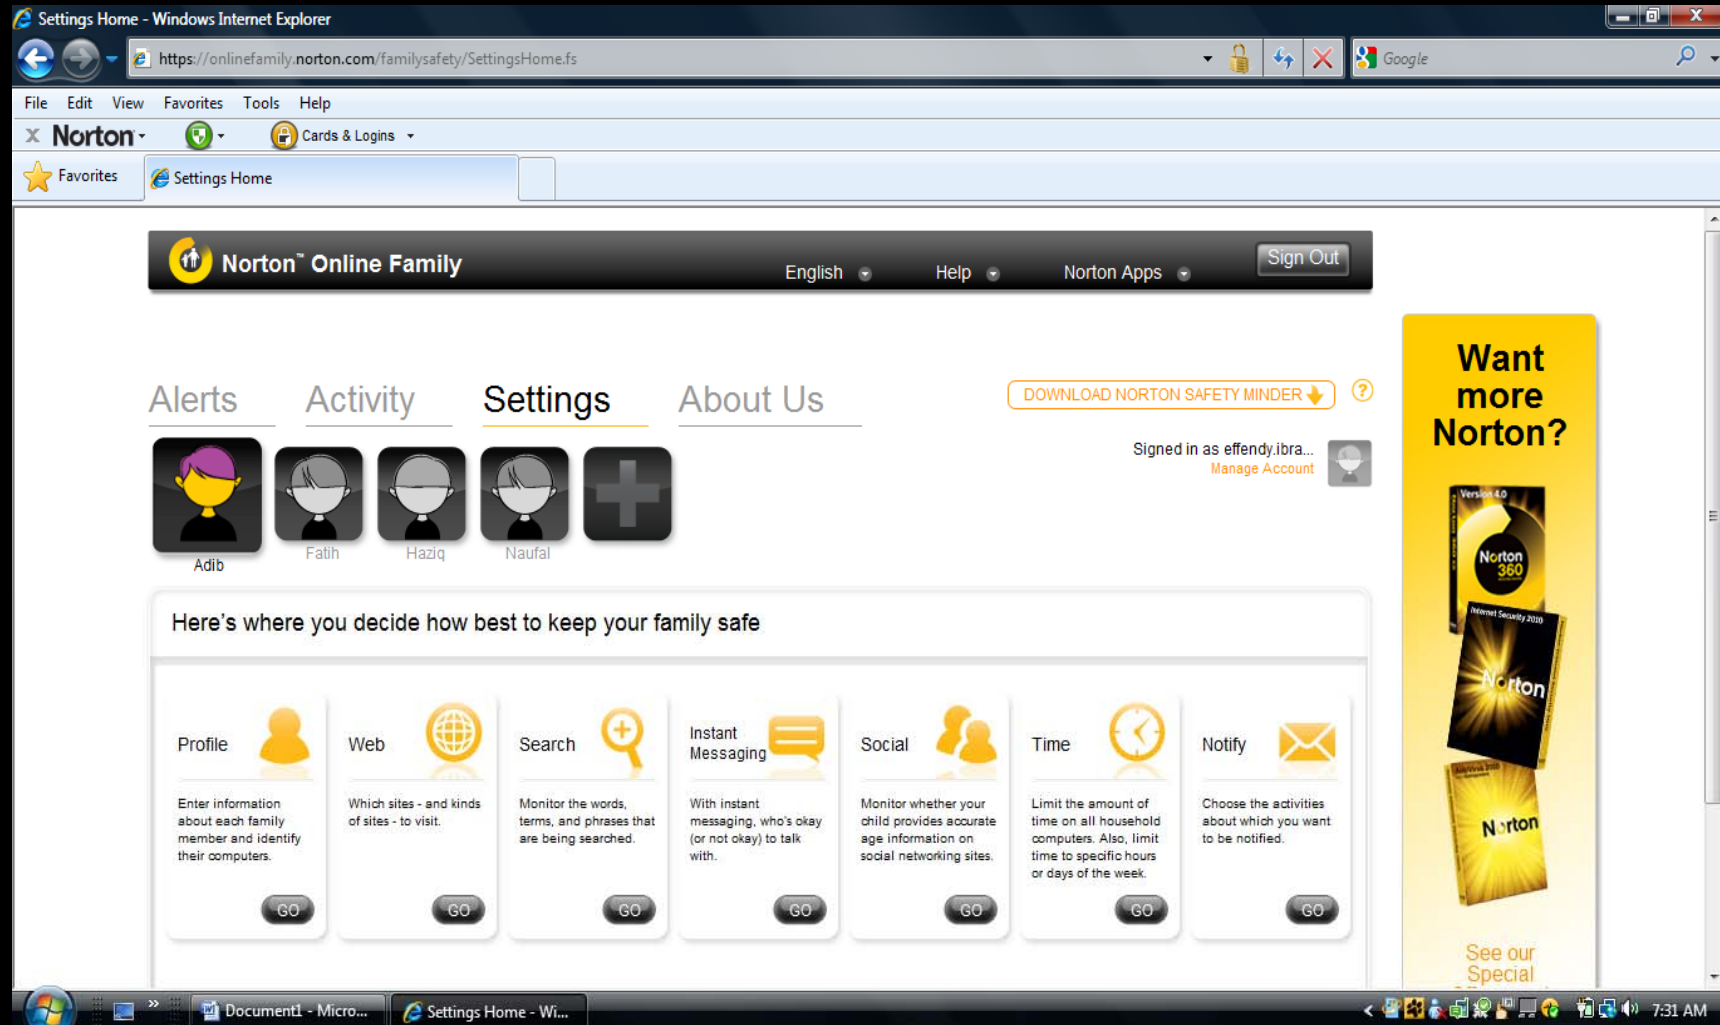 Settings Home - Windows Internet Explorer
https://onlinefamily.norton.com/familysafety/SettingsHome.fs
Google
File Edit View Favorites Tools Help
x Norton
Cards & Logins
Favorites
Settings Home
Norton™ Online Family
English
Help
Norton Apps
Sign Out
Alerts
Activity
Settings
About Us
DOWNLOAD NORTON SAFETY MINDER
?
Signed in as effendy.ibra...
Manage Account
Adib
Fatih
Haziq
Naufal
Here's where you decide how best to keep your family safe
Profile
Enter information
about each family
member and identify
their computers.
GO
Web
Which sites - and kinds
of sites - to visit.
GO
Search
Monitor the words,
terms, and phrases that
are being searched.
GO
Instant
Messaging
With instant
messaging, who's okay
(or not okay) to talk
with.
GO
Social
Monitor whether your
child provides accurate
age information on
social networking sites.
GO
Time
Limit the amount of
time on all household
computers. Also, limit
time to specific hours
or days of the week.
GO
Notify
Choose the activities
about which you want
to be notified.
GO
Want
more
Norton?
Version 4.0
Norton
360
Internet Security 2010
Norton
Norton
See our
Special
Document1 - Micro...
Settings Home - Wi...
7:31 AM